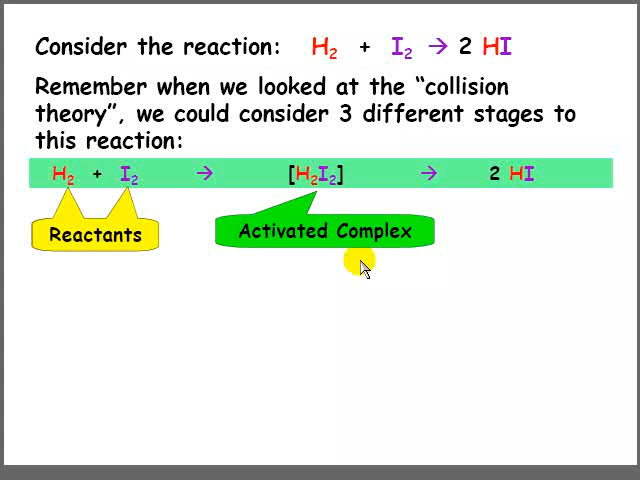 Consider the reaction: H₂ + I₂ → 2 HI
Remember when we looked at the “collision
theory”, we could consider 3 different stages to
this reaction:
H₂ + I₂ → [H₂I₂] → 2 HI
Reactants
Activated Complex